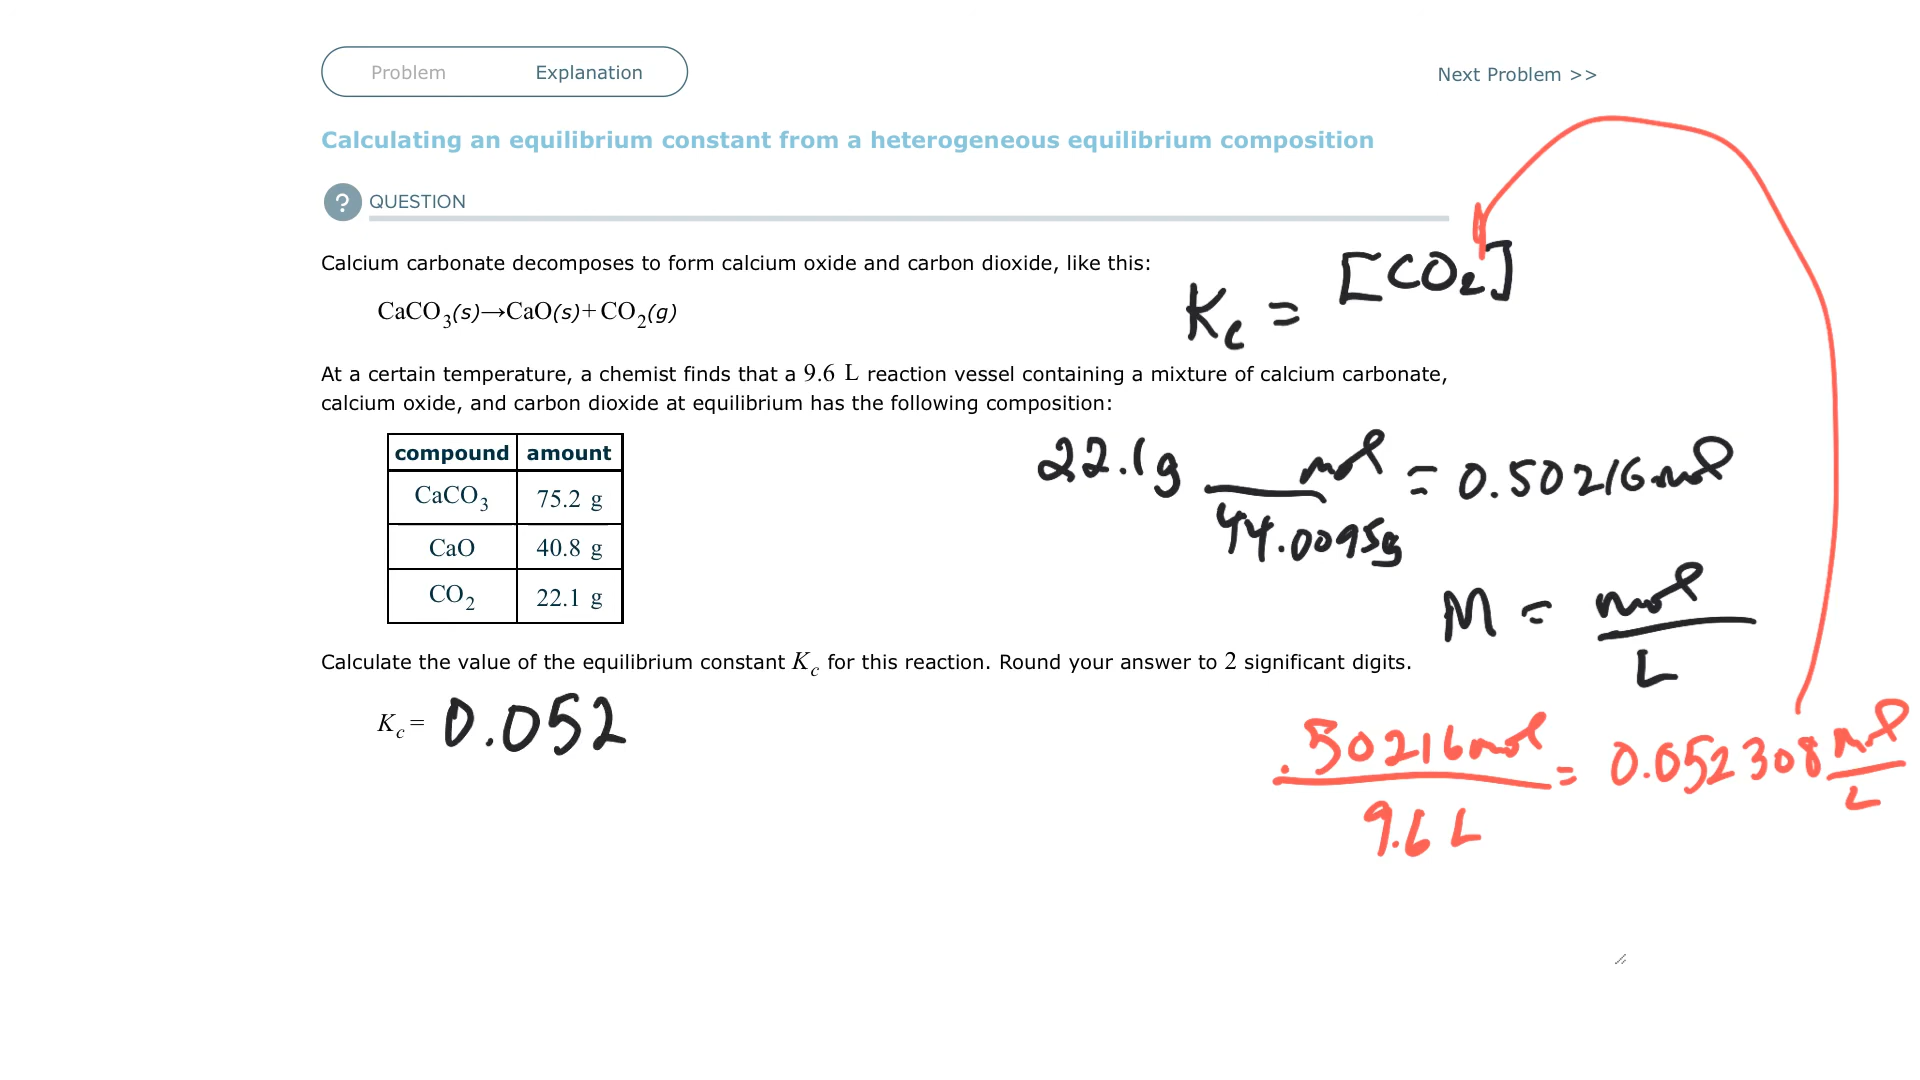 Problem Explanation
Next Problem >>
Calculating an equilibrium constant from a heterogeneous equilibrium composition
? QUESTION
Calcium carbonate decomposes to form calcium oxide and carbon dioxide, like this:
CaCO₃(s)→CaO(s)+CO₂(g)
Kc = [CO₂]
At a certain temperature, a chemist finds that a 9.6 L reaction vessel containing a mixture of calcium carbonate,
calcium oxide, and carbon dioxide at equilibrium has the following composition:
compound amount
CaCO₃ 75.2 g
CaO 40.8 g
CO₂ 22.1 g
22.1g mol = 0.50216mol
44.0095g
M = mol
L
Calculate the value of the equilibrium constant Kc for this reaction. Round your answer to 2 significant digits.
Kc = 0.052
.50216mol = 0.052308 mol
9.6 L L